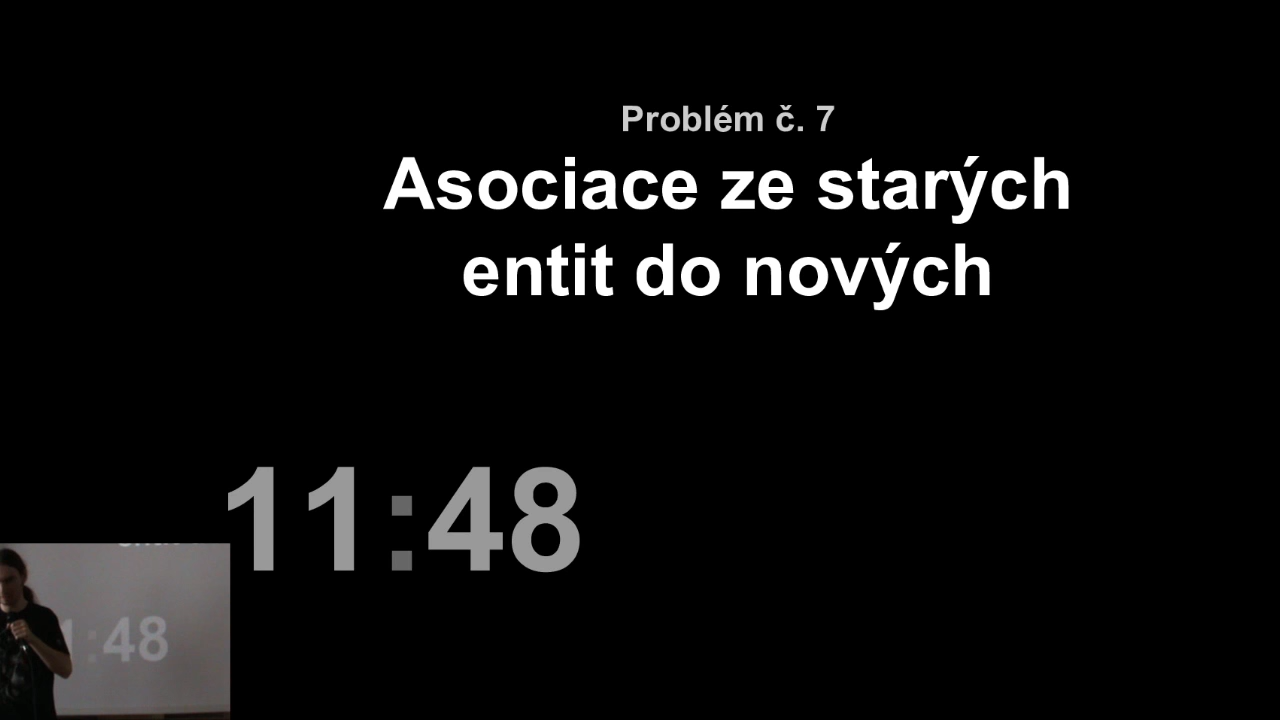 Problém č. 7
Asociace ze starých
entit do nových
11:48
:48